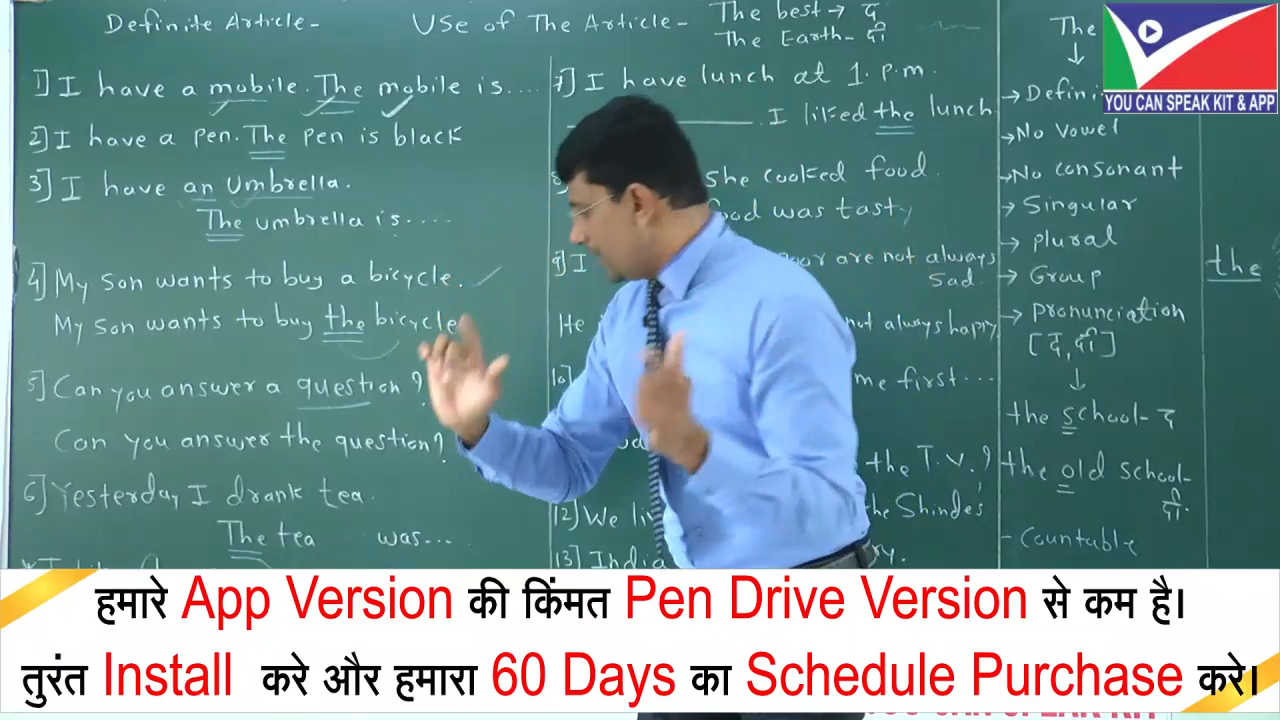 Definite Article-
Use of The Article-
The best→ द
The Earth- दी
1] I have a mobile. The mobile is....
2] I have a pen. The pen is black
3] I have an Umbrella.
The umbrella is....
4] My son wants to buy a bicycle.
My son wants to buy the bicycle
5] Can you answer a question?
Can you answer the question?
6] Yesterday I drank tea.
The tea was...
7] I have lunch at 1. p.m.
I liked the lunch.
she cooked food.
food was tasty
9] I
are not always
sad.
He
not always happy
10]
me first...
the T.V.?
12] We li
the Shindes
13] India
ry.
The
↓
→ Defini
→ No vowel
→ No consonant
→ Singular
→ plural
→ Group
→ pronunciation
[द, दी]
↓
the school- द
the old school-
दी
- countable
the
YOU CAN SPEAK KIT & APP
हमारे App Version की किंमत Pen Drive Version से कम है।
तुरंत Install करे और हमारा 60 Days का Schedule Purchase करे।